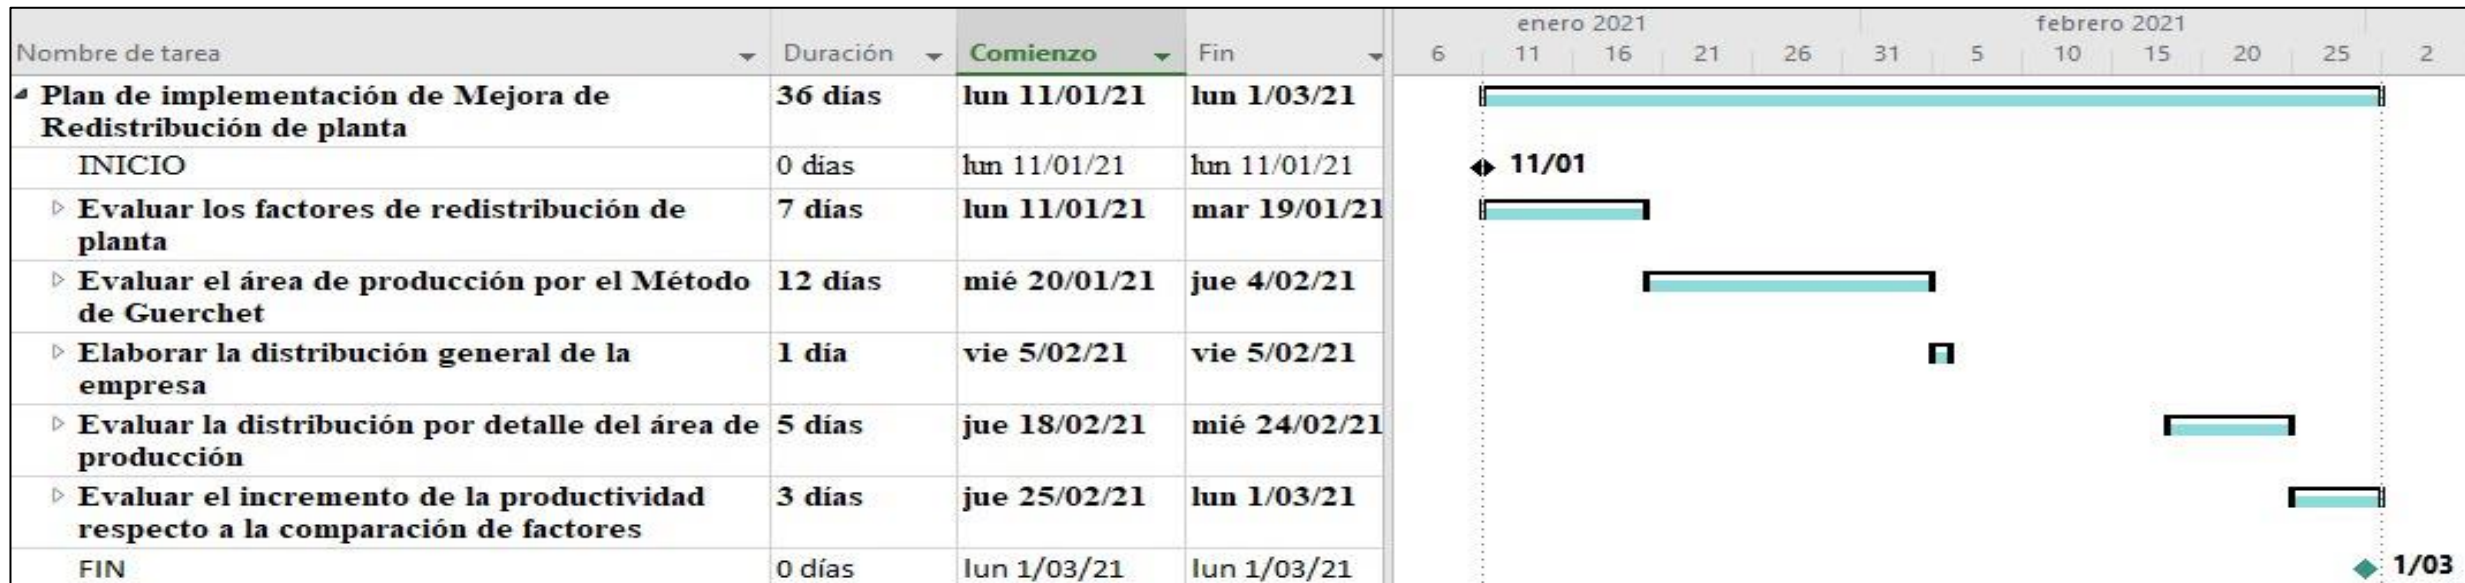 enero 2021 febrero 2021
Nombre de tarea Duración Comienzo Fin 6 11 16 21 26 31 5 10 15 20 25 2
Plan de implementación de Mejora de 36 días lun 11/01/21 lun 1/03/21
Redistribución de planta
INICIO 0 días lun 11/01/21 lun 11/01/21 11/01
Evaluar los factores de redistribución de 7 días lun 11/01/21 mar 19/01/21
planta
Evaluar el área de producción por el Método 12 días mié 20/01/21 jue 4/02/21
de Guerchet
Elaborar la distribución general de la 1 día vie 5/02/21 vie 5/02/21
empresa
Evaluar la distribución por detalle del área de 5 días jue 18/02/21 mié 24/02/21
producción
Evaluar el incremento de la productividad 3 días jue 25/02/21 lun 1/03/21
respecto a la comparación de factores
FIN 0 días lun 1/03/21 lun 1/03/21 1/03